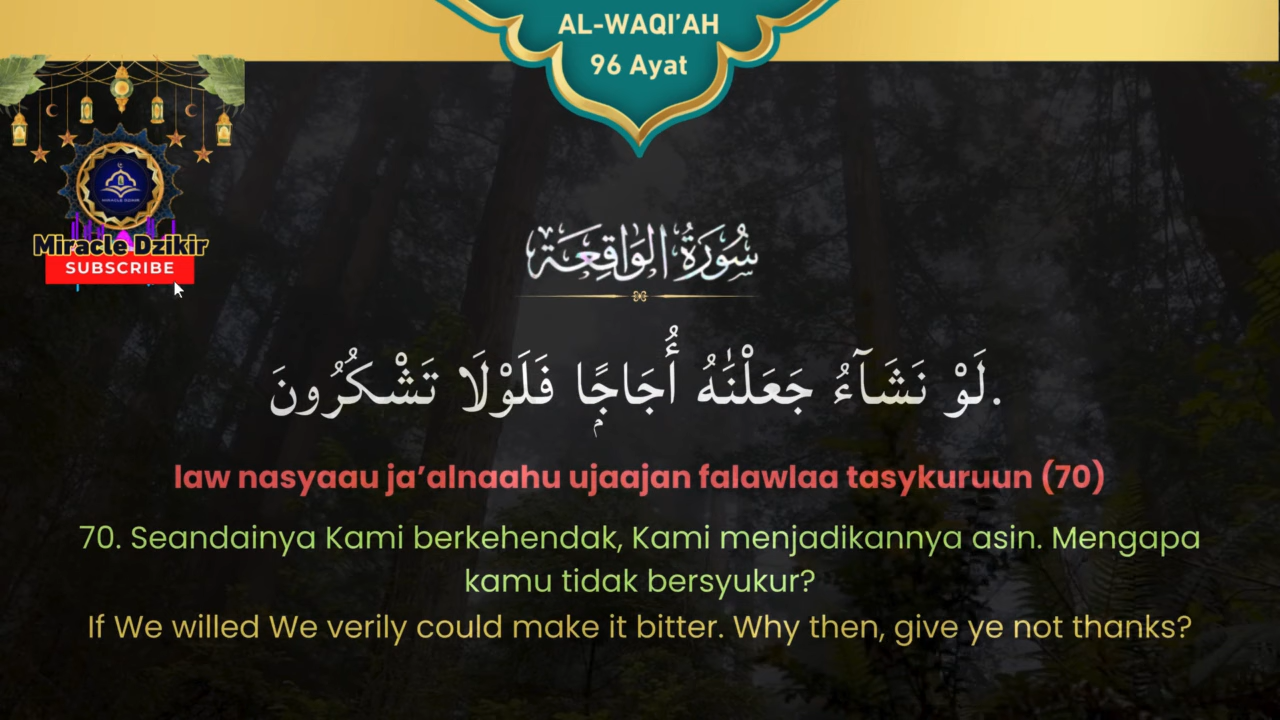 AL-WAQI'AH
96 Ayat
Miracle Dzikir
SUBSCRIBE
سُورَةُ الوَاقِعَة
لَوْ نَشَآءُ جَعَلْنٰهُ أُجَاجًۭا فَلَوْلَا تَشْكُرُونَ.
law nasyaau ja’alnaahu ujaajan falawlaa tasykuruun (70)
70. Seandainya Kami berkehendak, Kami menjadikannya asin. Mengapa
kamu tidak bersyukur?
If We willed We verily could make it bitter. Why then, give ye not thanks?